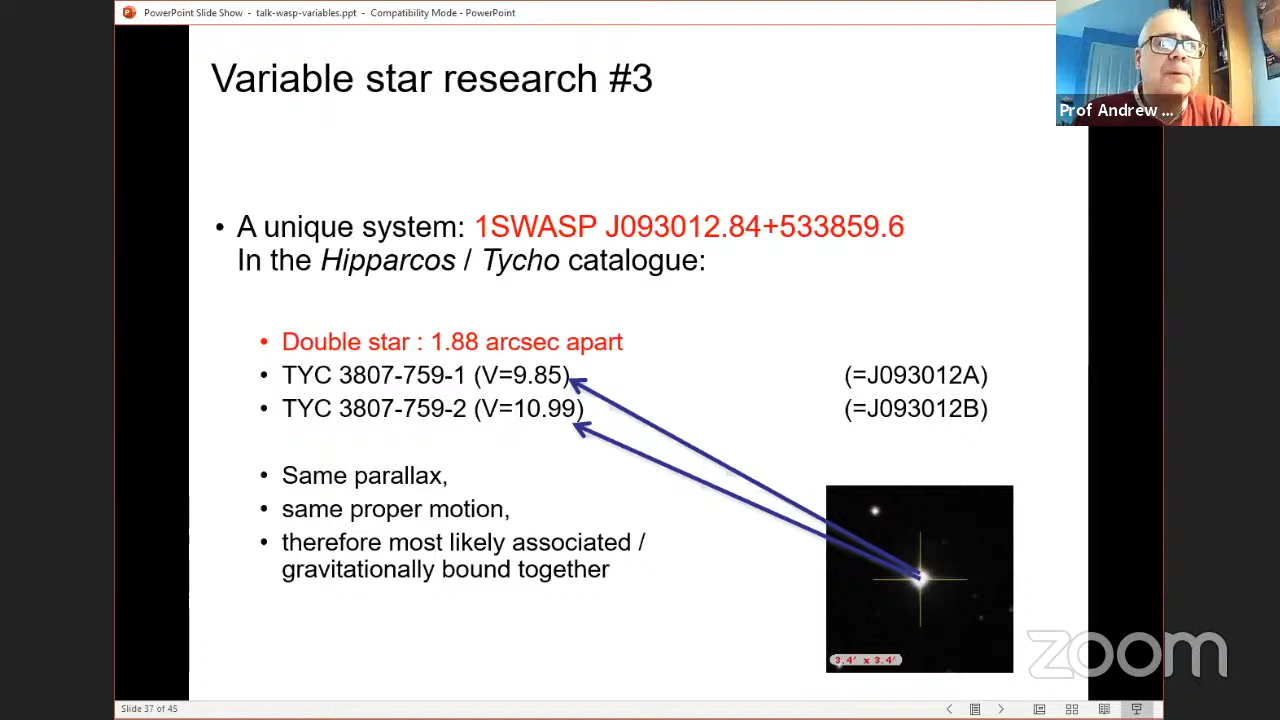 PowerPoint Slide Show - talk-wasp-variables.ppt - Compatibility Mode - PowerPoint
Prof Andrew ...
Variable star research #3
• A unique system: 1SWASP J093012.84+533859.6
In the Hipparcos / Tycho catalogue:
• Double star : 1.88 arcsec apart
• TYC 3807-759-1 (V=9.85) (=J093012A)
• TYC 3807-759-2 (V=10.99) (=J093012B)
• Same parallax,
• same proper motion,
• therefore most likely associated /
gravitationally bound together
3.4' x 3.4'
zoom
Slide 37 of 45